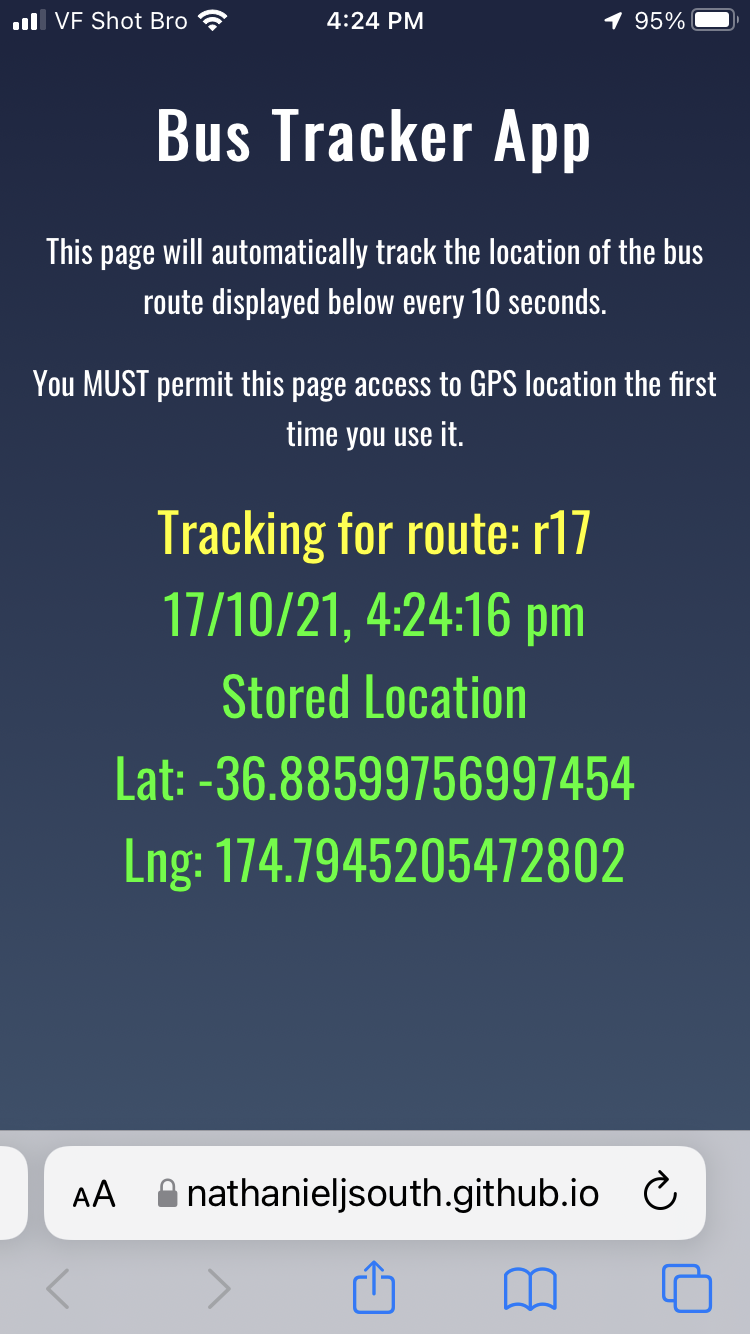 VF Shot Bro 4:24 PM 95%
Bus Tracker App
This page will automatically track the location of the bus
route displayed below every 10 seconds.
You MUST permit this page access to GPS location the first
time you use it.
Tracking for route: r17
17/10/21, 4:24:16 pm
Stored Location
Lat: -36.88599756997454
Lng: 174.7945205472802
AA nathanieljsouth.github.io